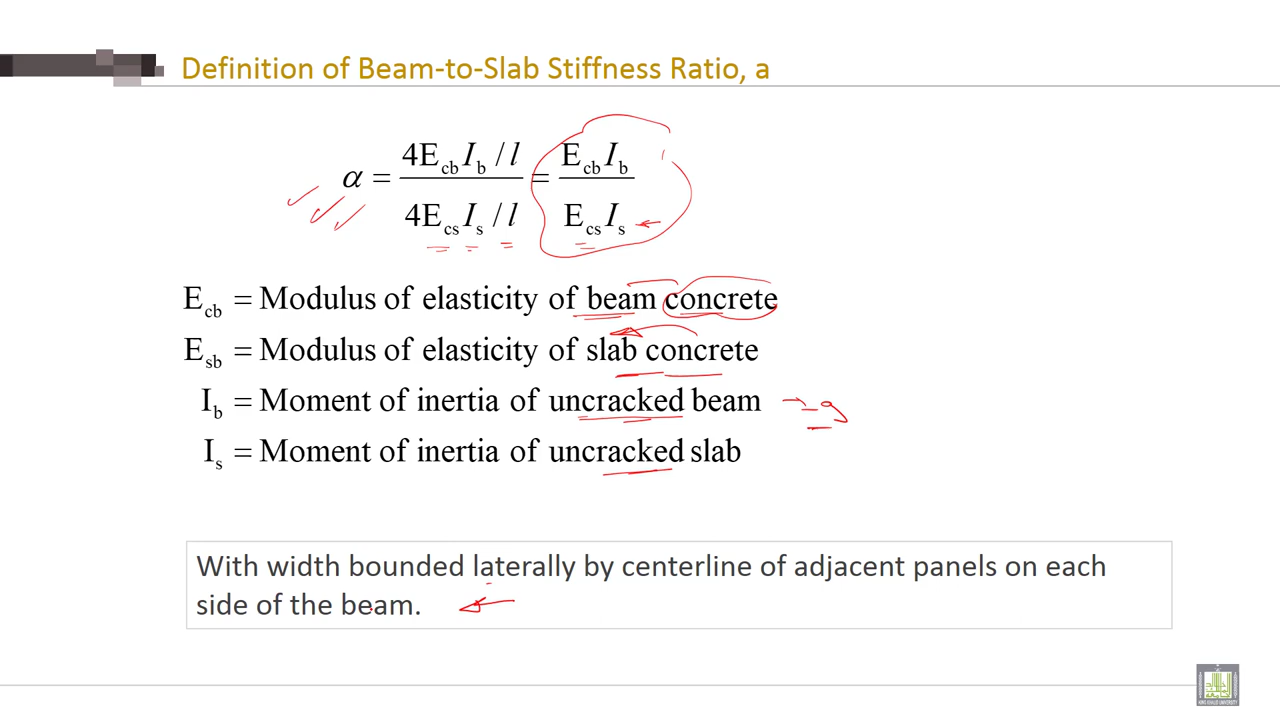 Definition of Beam-to-Slab Stiffness Ratio, a
α = 4E_cb I_b / l / 4E_cs I_s / l = E_cb I_b / E_cs I_s
E_cb = Modulus of elasticity of beam concrete
E_sb = Modulus of elasticity of slab concrete
I_b = Moment of inertia of uncracked beam
I_s = Moment of inertia of uncracked slab
With width bounded laterally by centerline of adjacent panels on each
side of the beam.
KING KHALID UNIVERSITY